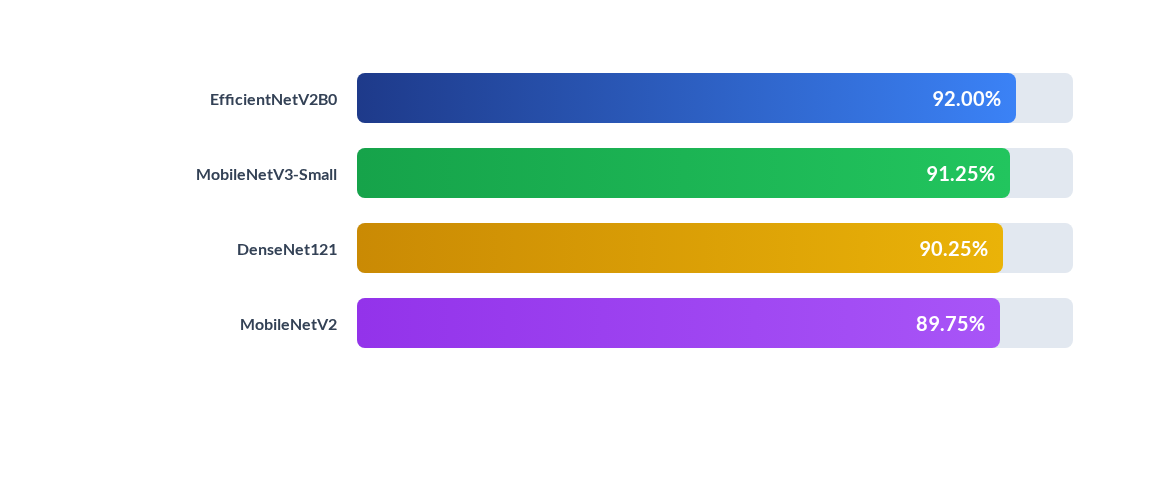 EfficientNetV2B0 92.00%
MobileNetV3-Small 91.25%
DenseNet121 90.25%
MobileNetV2 89.75%